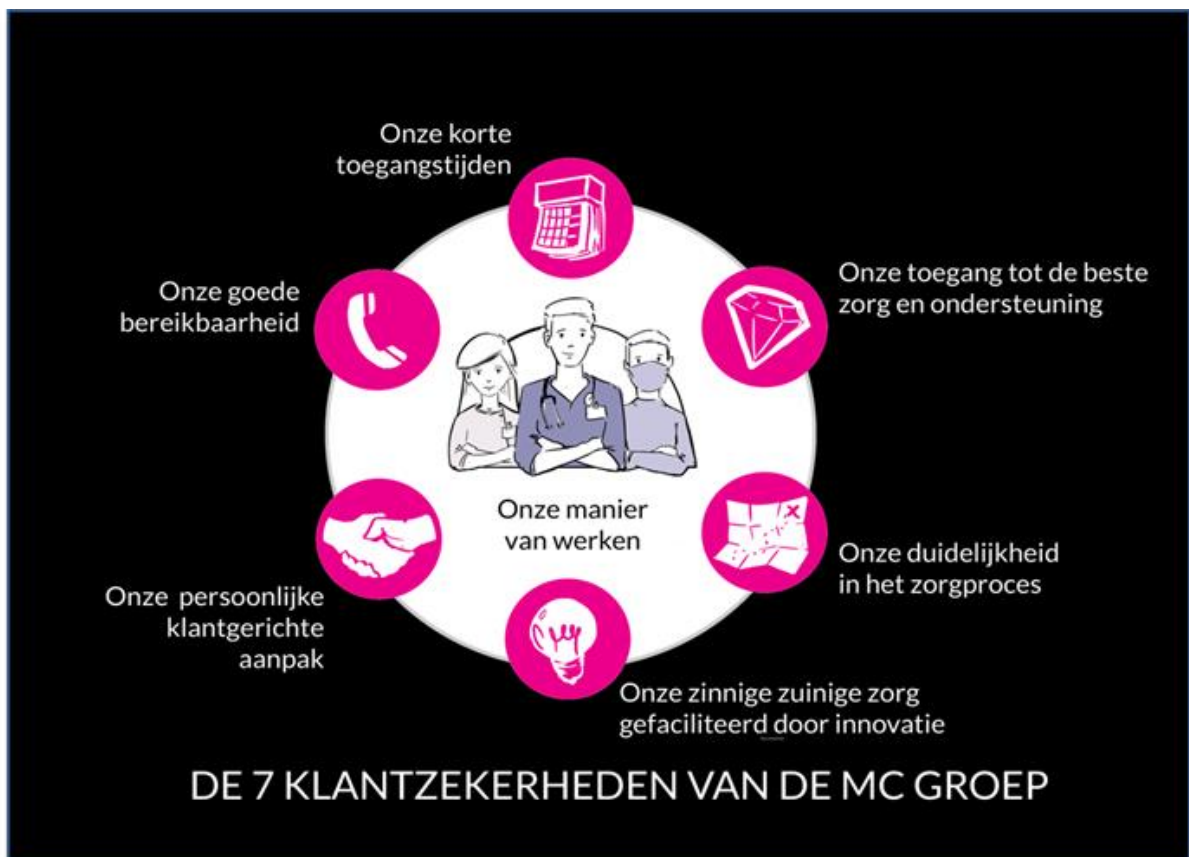 Onze korte
toegangstijden
Onze toegang tot de beste
zorg en ondersteuning
Onze goede
bereikbaarheid
Onze manier
van werken
Onze duidelijkheid
in het zorgproces
Onze persoonlijke
klantgerichte
aanpak
Onze zinnige zuinige zorg
gefaciliteerd door innovatie
DE 7 KLANTZEKERHEDEN VAN DE MC GROEP